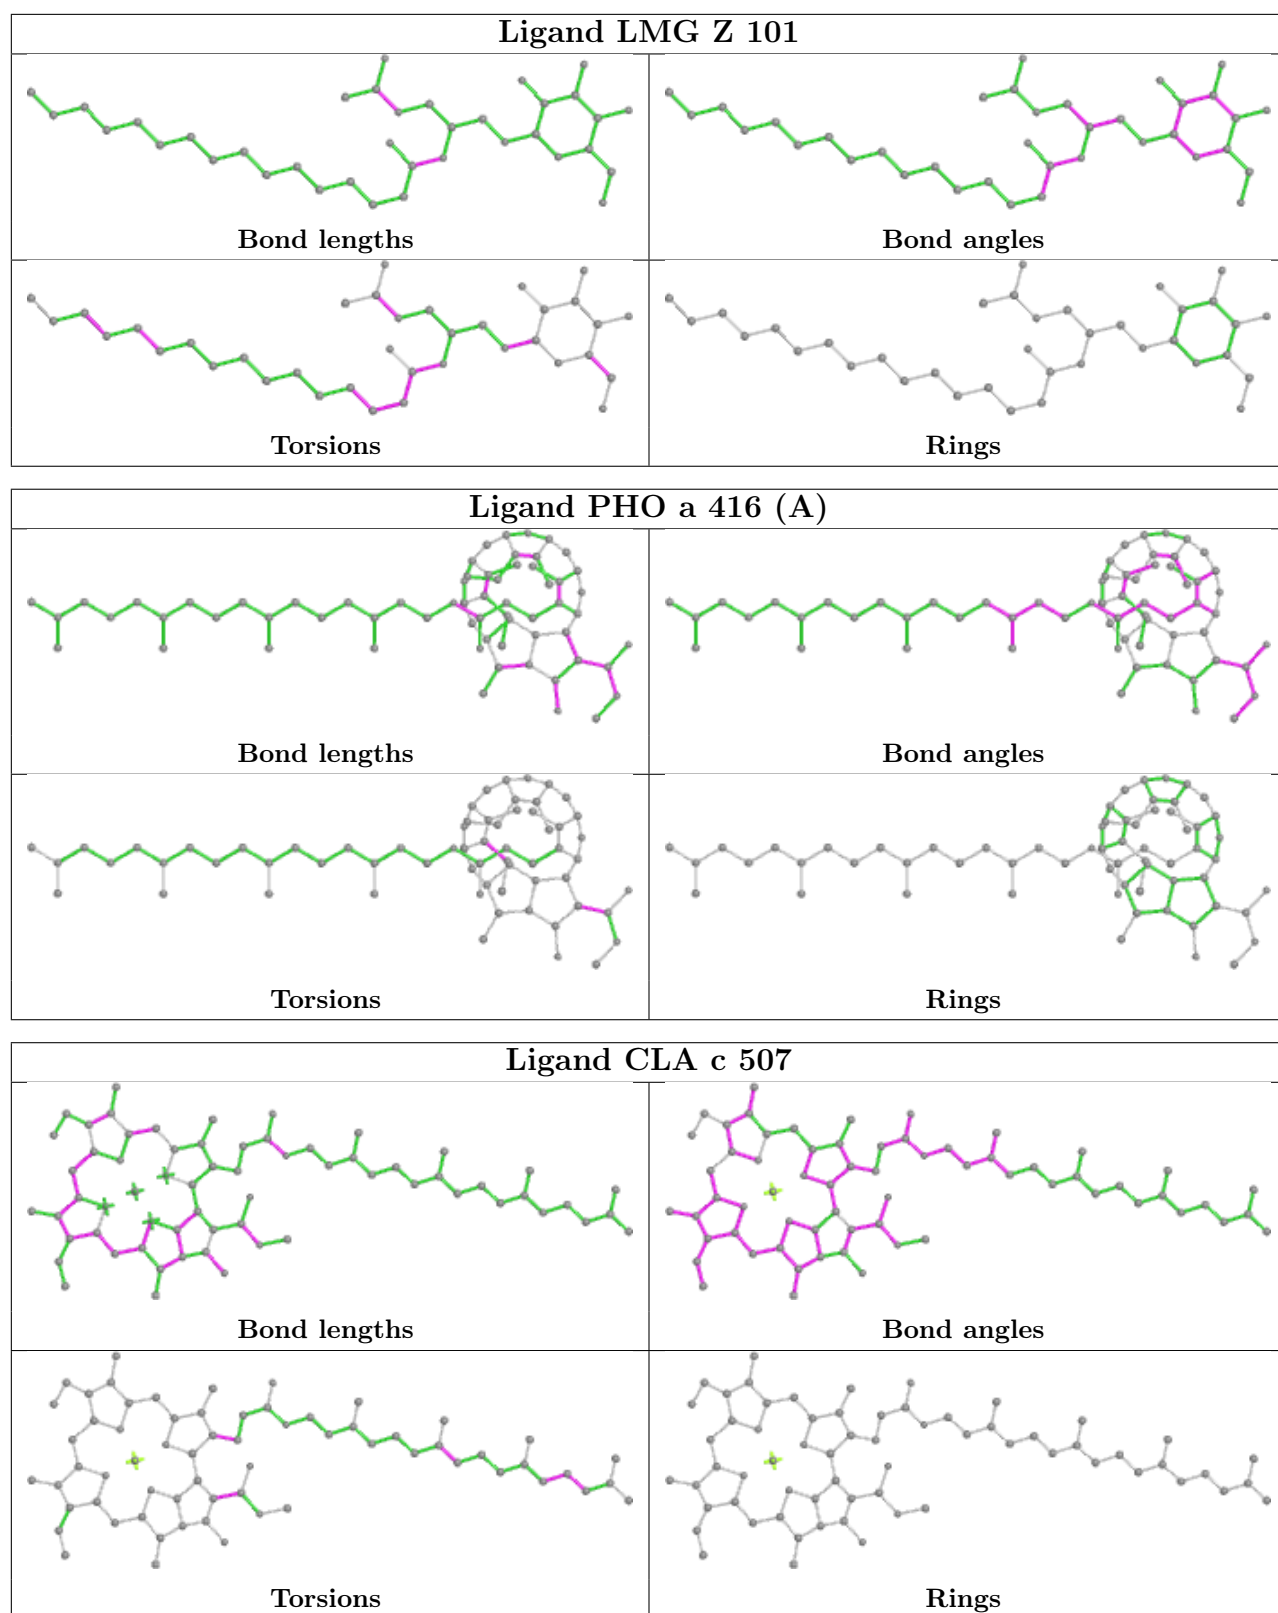 Ligand LMG Z 101
Bond lengths
Bond angles
Torsions
Rings
Ligand PHO a 416 (A)
Bond lengths
Bond angles
Torsions
Rings
Ligand CLA c 507
Bond lengths
Bond angles
Torsions
Rings